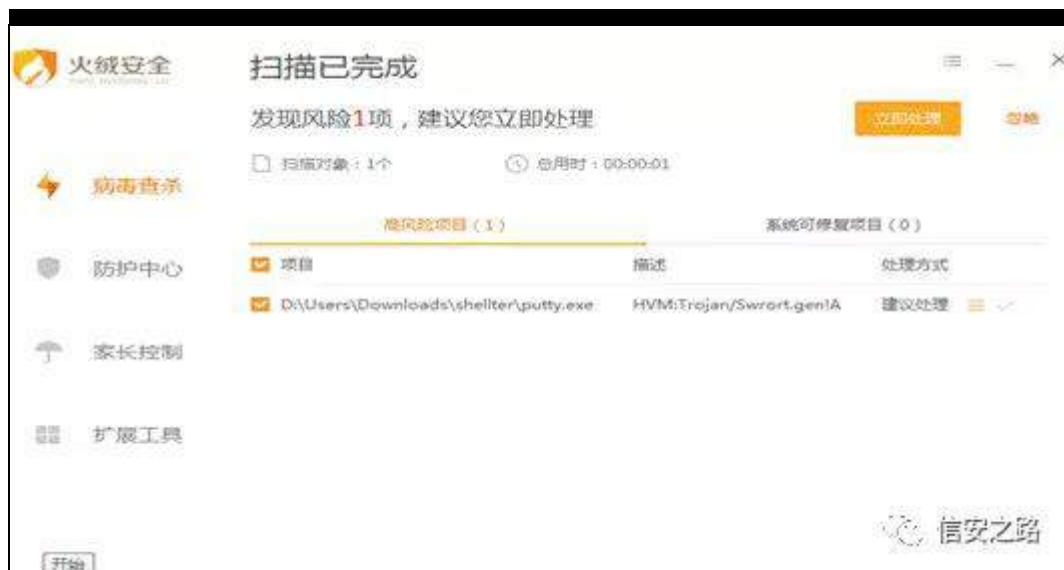 火绒安全
扫描已完成
发现风险1项，建议您立即处理
立即处理
忽略
扫描对象：1个
总用时：00:00:01
病毒查杀
高风险项目（1）
系统可修复项目（0）
防护中心
项目
描述
处理方式
D:\Users\Downloads\shellter\putty.exe
HVM:Trojan/Swrort.gen!A
建议处理
家长控制
扩展工具
信安之路
开始